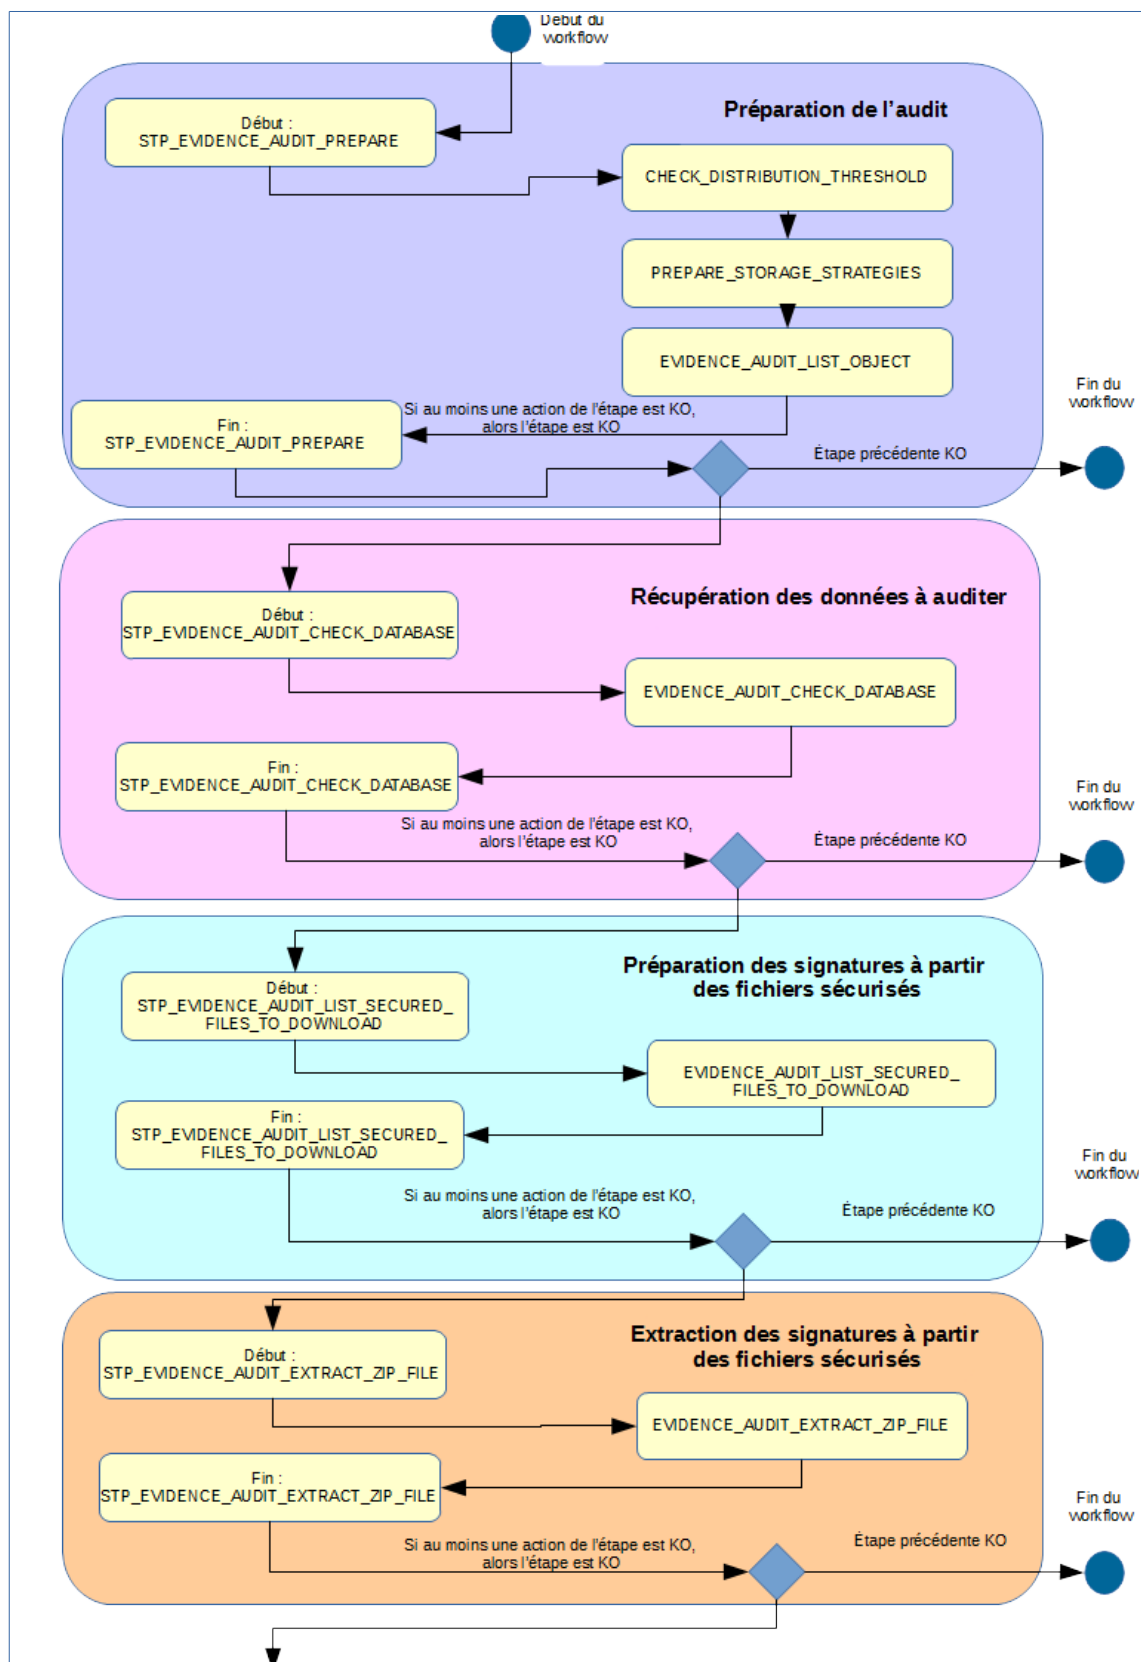 Début du
workflow
Préparation de l’audit
Début :
STP_EVIDENCE_AUDIT_PREPARE
CHECK_DISTRIBUTION_THRESHOLD
PREPARE_STORAGE_STRATEGIES
EVIDENCE_AUDIT_LIST_OBJECT
Fin du
workflow
Si au moins une action de l'étape est KO,
alors l'étape est KO
Fin :
STP_EVIDENCE_AUDIT_PREPARE
Étape précédente KO
Récupération des données à auditer
Début :
STP_EVIDENCE_AUDIT_CHECK_DATABASE
EVIDENCE_AUDIT_CHECK_DATABASE
Fin :
STP_EVIDENCE_AUDIT_CHECK_DATABASE
Fin du
workflow
Si au moins une action de l'étape est KO,
alors l'étape est KO
Étape précédente KO
Préparation des signatures à partir
des fichiers sécurisés
Début :
STP_EVIDENCE_AUDIT_LIST_SECURED_
FILES_TO_DOWNLOAD
EVIDENCE_AUDIT_LIST_SECURED_
FILES_TO_DOWNLOAD
Fin :
STP_EVIDENCE_AUDIT_LIST_SECURED_
FILES_TO_DOWNLOAD
Fin du
workflow
Si au moins une action de l'étape est KO,
alors l'étape est KO
Étape précédente KO
Extraction des signatures à partir
des fichiers sécurisés
Début :
STP_EVIDENCE_AUDIT_EXTRACT_ZIP_FILE
EVIDENCE_AUDIT_EXTRACT_ZIP_FILE
Fin :
STP_EVIDENCE_AUDIT_EXTRACT_ZIP_FILE
Fin du
workflow
Si au moins une action de l'étape est KO,
alors l'étape est KO
Étape précédente KO